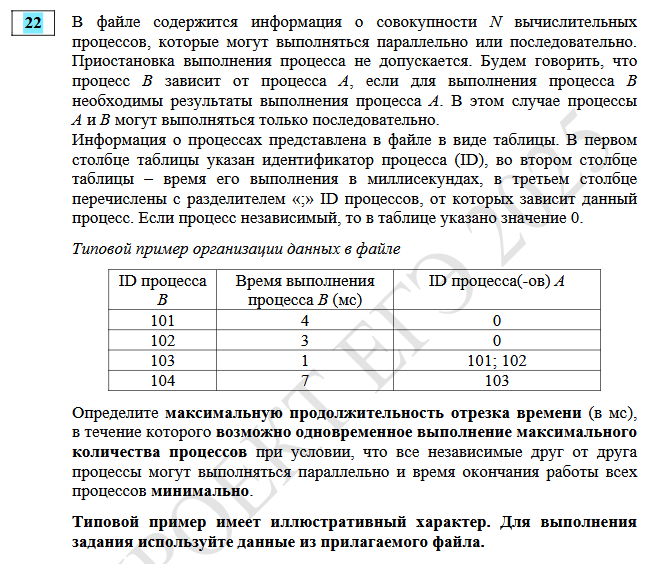 22
В файле содержится информация о совокупности N вычислительных
процессов, которые могут выполняться параллельно или последовательно.
Приостановка выполнения процесса не допускается. Будем говорить, что
процесс B зависит от процесса A, если для выполнения процесса B
необходимы результаты выполнения процесса A. В этом случае процессы
A и B могут выполняться только последовательно.
Информация о процессах представлена в файле в виде таблицы. В первом
столбце таблицы указан идентификатор процесса (ID), во втором столбце
таблицы – время его выполнения в миллисекундах, в третьем столбце
перечислены с разделителем «;» ID процессов, от которых зависит данный
процесс. Если процесс независимый, то в таблице указано значение 0.
Типовой пример организации данных в файле
ID процесса B Время выполнения процесса B (мс) ID процесса(-ов) A
101 4 0
102 3 0
103 1 101; 102
104 7 103
Определите максимальную продолжительность отрезка времени (в мс),
в течение которого возможно одновременное выполнение максимального
количества процессов при условии, что все независимые друг от друга
процессы могут выполняться параллельно и время окончания работы всех
процессов минимально.
Типовой пример имеет иллюстративный характер. Для выполнения
задания используйте данные из прилагаемого файла.
ПРОЕКТ ЕГЭ 2025